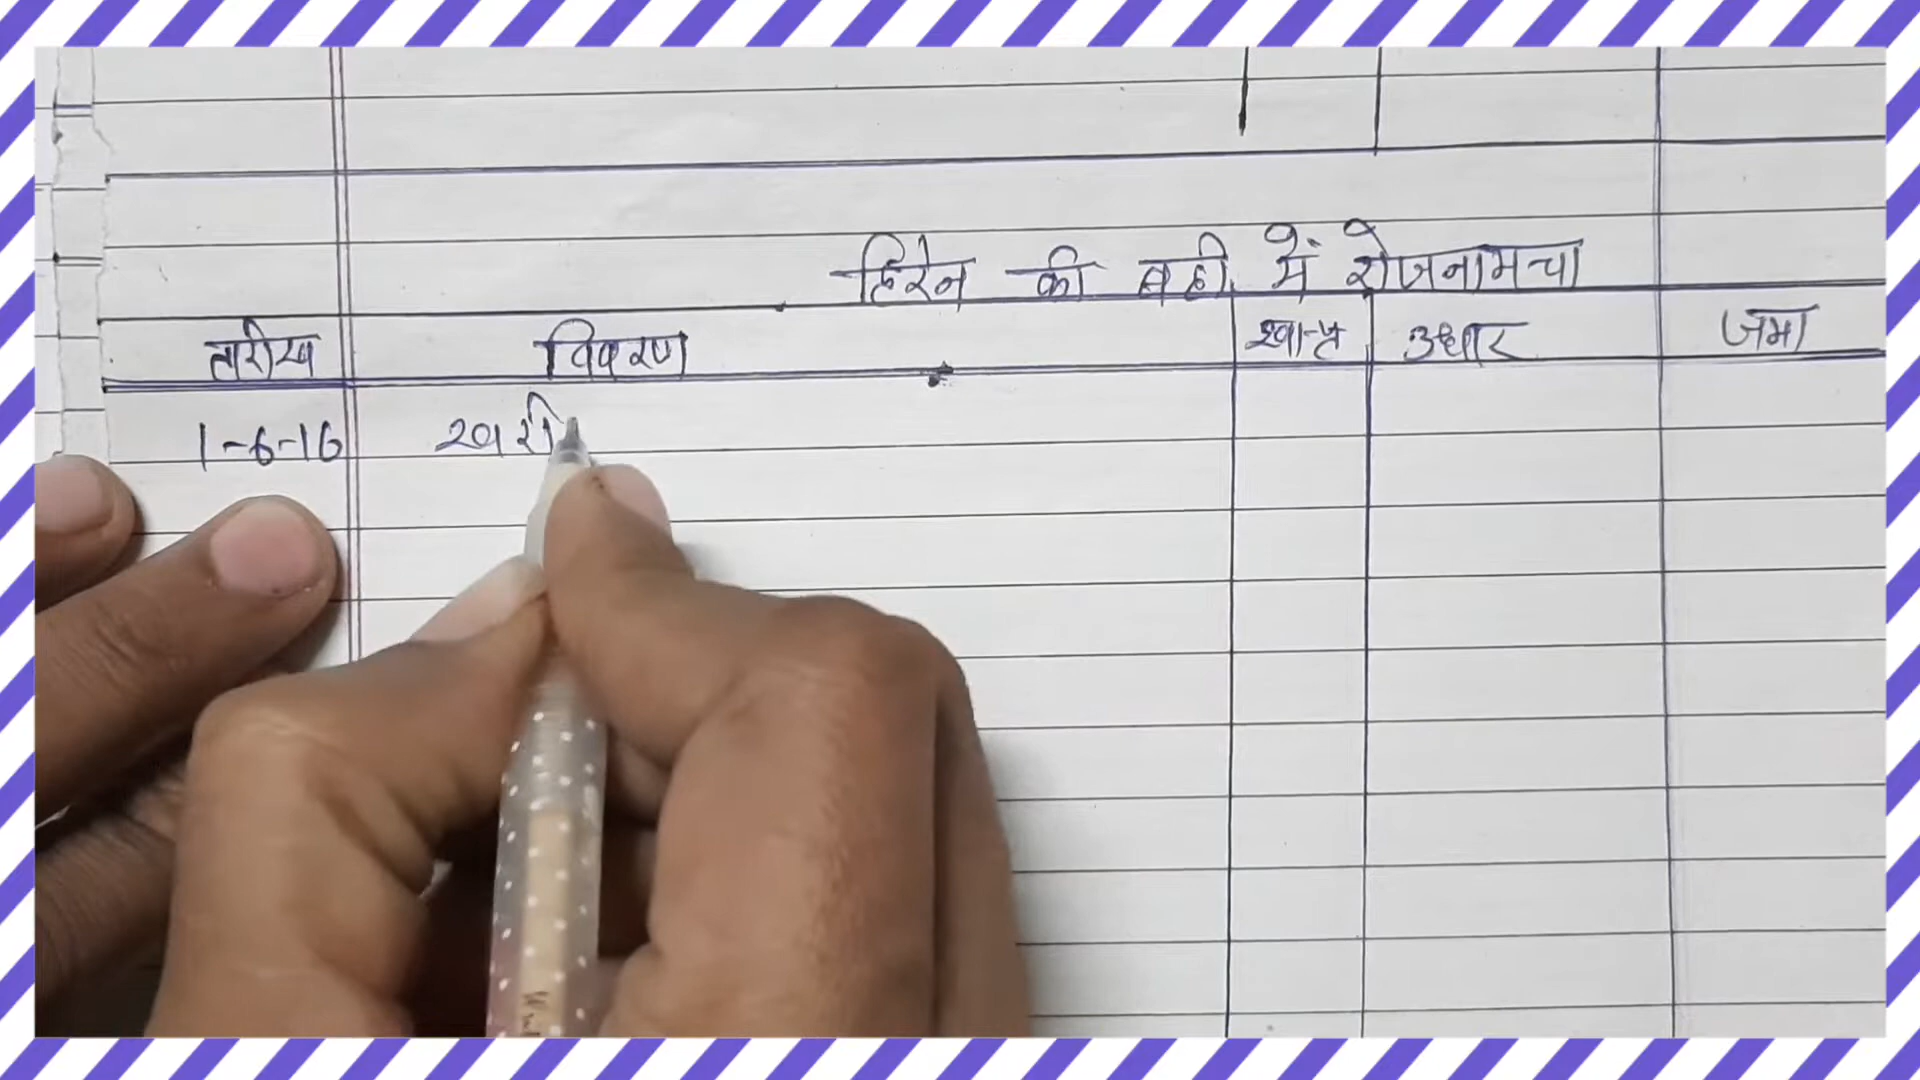 हिरेन की बही में रोजनामचा
तारीख विवरण खा-पृ उधार जमा
1-6-16 खरी